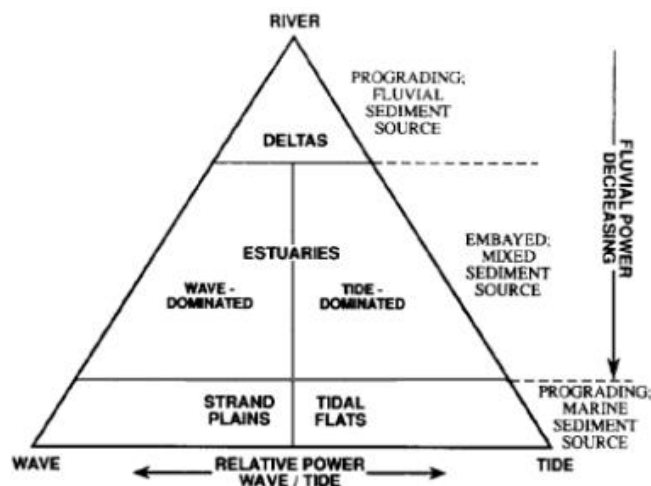 RIVER
PROGRADING;
FLUVIAL
SEDIMENT
SOURCE
DELTAS
FLUVIAL POWER
DECREASING
ESTUARIES
EMBAYED;
MIXED
SEDIMENT
SOURCE
WAVE -
DOMINATED
TIDE -
DOMINATED
STRAND
PLAINS
TIDAL
FLATS
PROGRADING;
MARINE
SEDIMENT
SOURCE
WAVE
RELATIVE POWER
WAVE / TIDE
TIDE